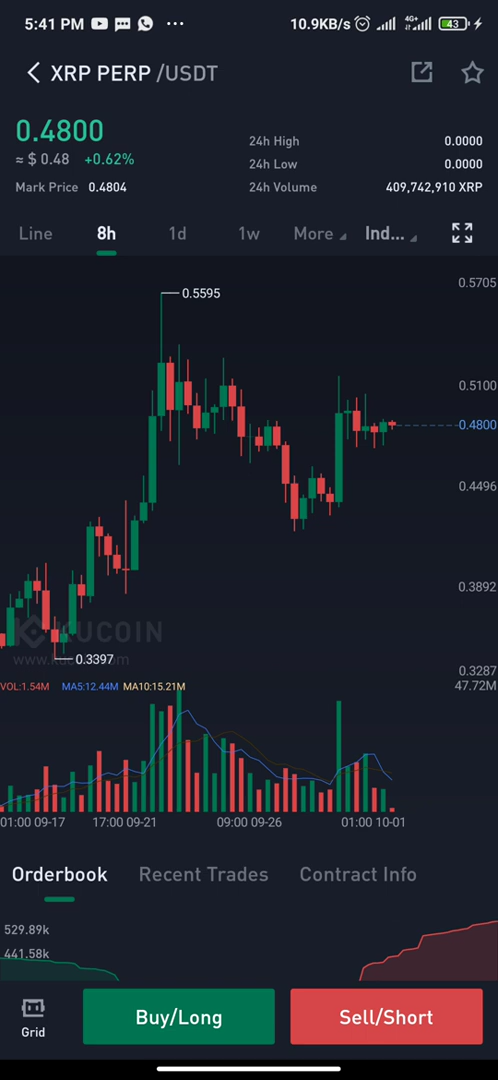 5:41 PM ... 10.9KB/s 4G+ 43
XRP PERP /USDT
0.4800
≈ $ 0.48 +0.62%
Mark Price 0.4804
24h High 0.0000
24h Low 0.0000
24h Volume 409,742,910 XRP
Line 8h 1d 1w More Ind...
0.5705
0.5595
0.5100
0.4800
0.4496
0.3892
KUCOIN
0.3397
0.3287
VOL:1.54M MA5:12.44M MA10:15.21M 47.72M
01:00 09-17 17:00 09-21 09:00 09-26 01:00 10-01
Orderbook Recent Trades Contract Info
529.89k
441.58k
Grid Buy/Long Sell/Short